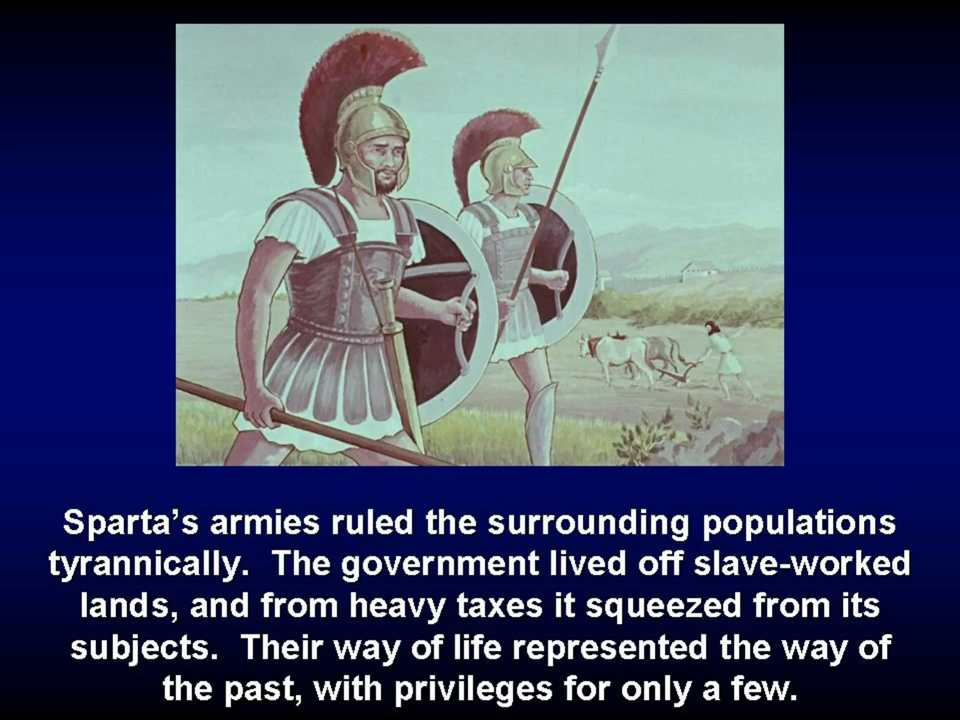 Sparta’s armies ruled the surrounding populations
tyrannically.  The government lived off slave-worked
lands, and from heavy taxes it squeezed from its
subjects.  Their way of life represented the way of
the past, with privileges for only a few.